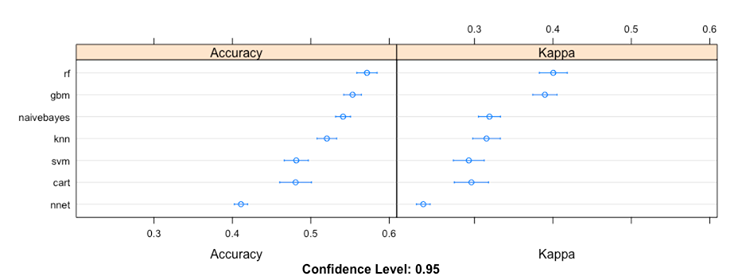 0.3 0.4 0.5 0.6
Accuracy Kappa
rf
gbm
naivebayes
knn
svm
cart
nnet
0.3 0.4 0.5 0.6
Accuracy Kappa
Confidence Level: 0.95